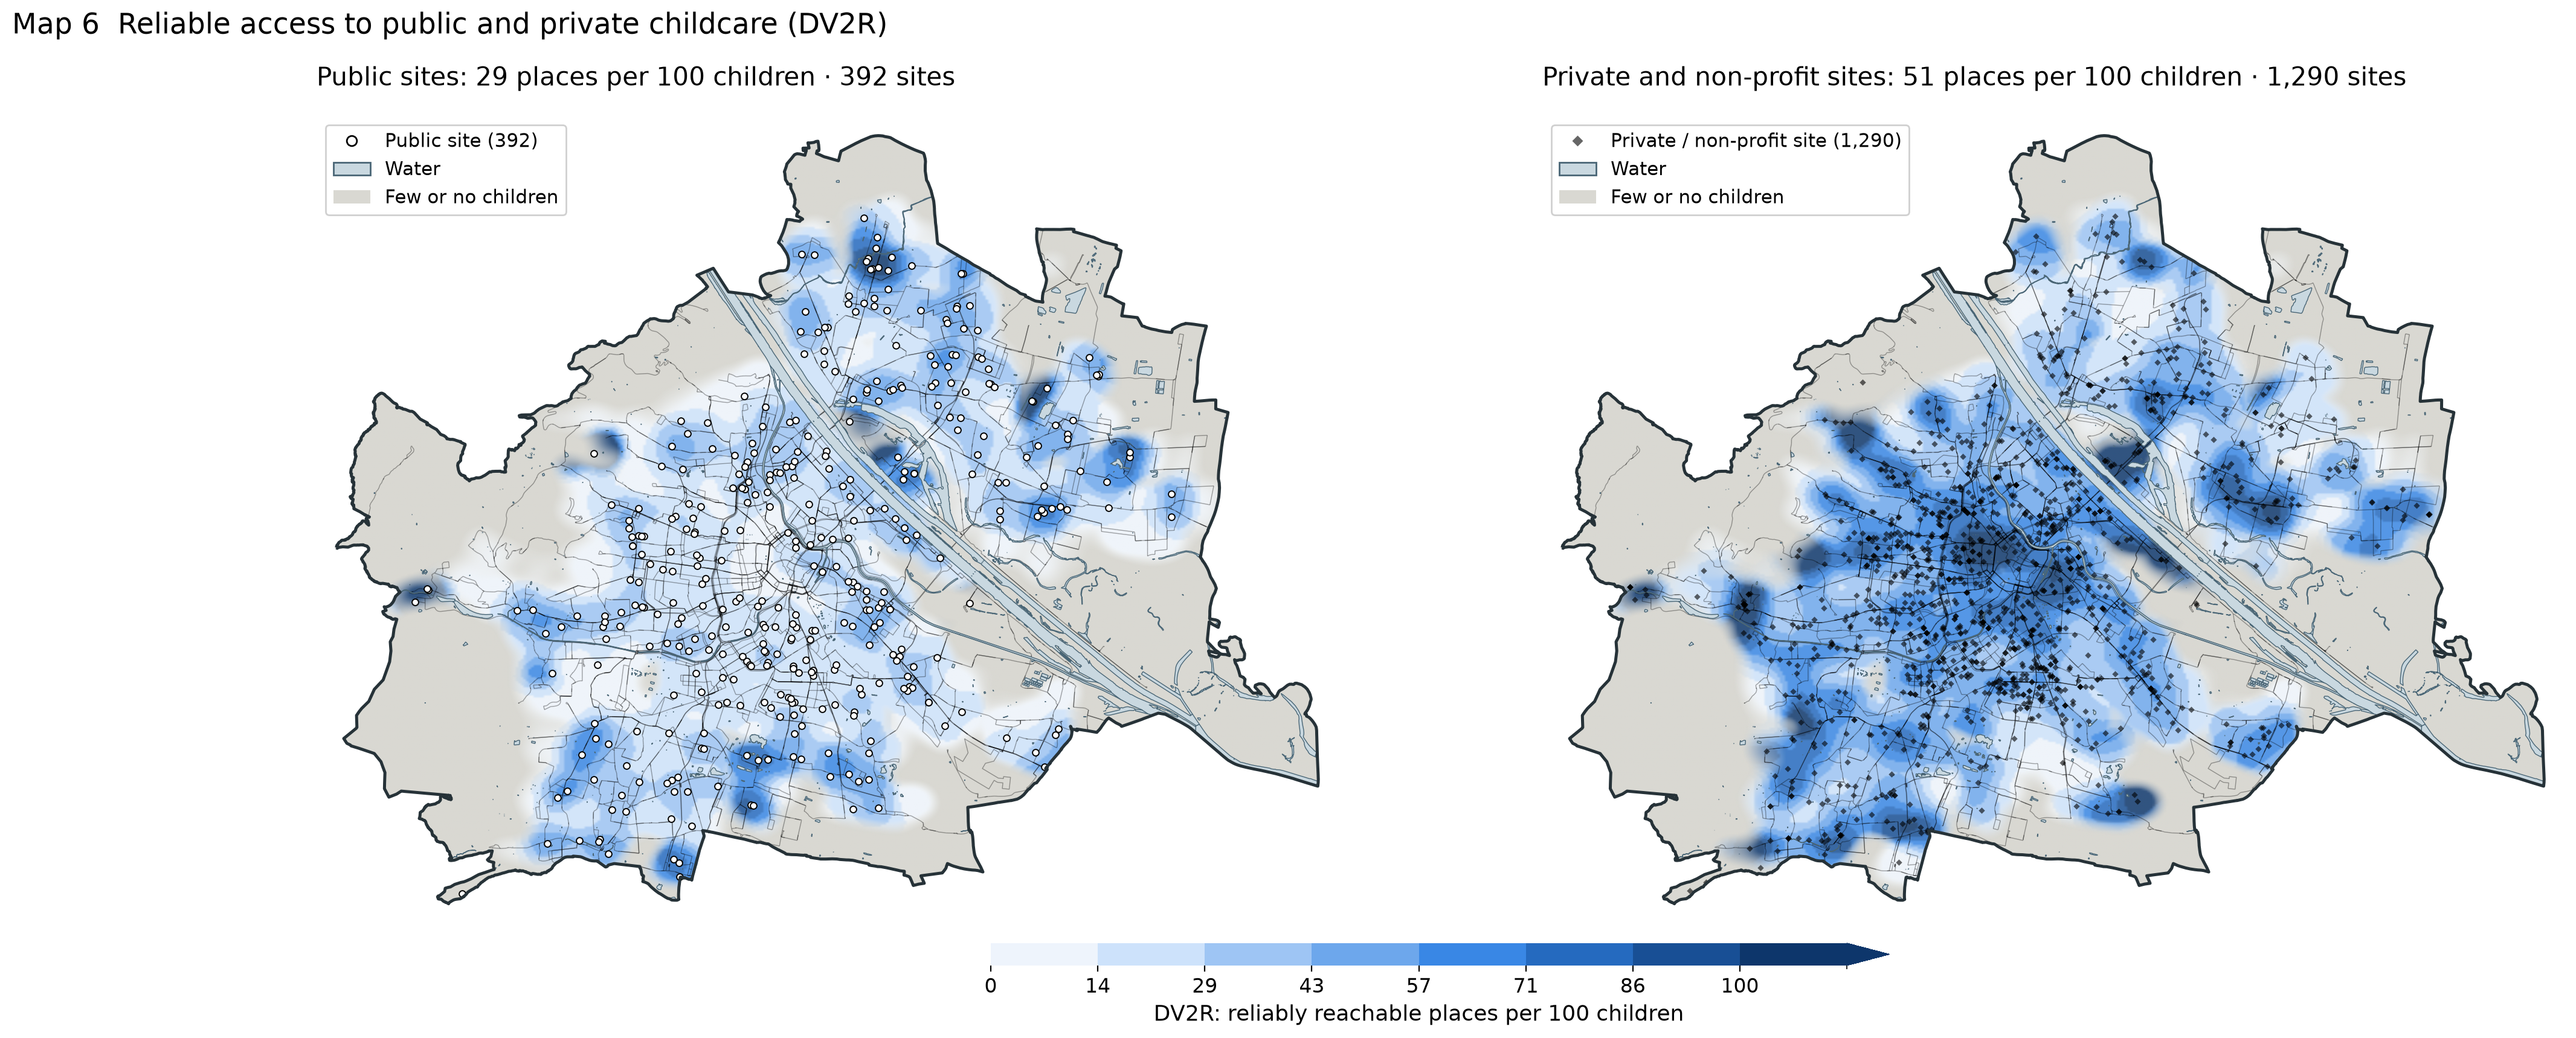 Map 6  Reliable access to public and private childcare (DV2R)
Public sites: 29 places per 100 children · 392 sites
Public site (392)
Water
Few or no children
Private and non-profit sites: 51 places per 100 children · 1,290 sites
Private / non-profit site (1,290)
Water
Few or no children
0 14 29 43 57 71 86 100
DV2R: reliably reachable places per 100 children